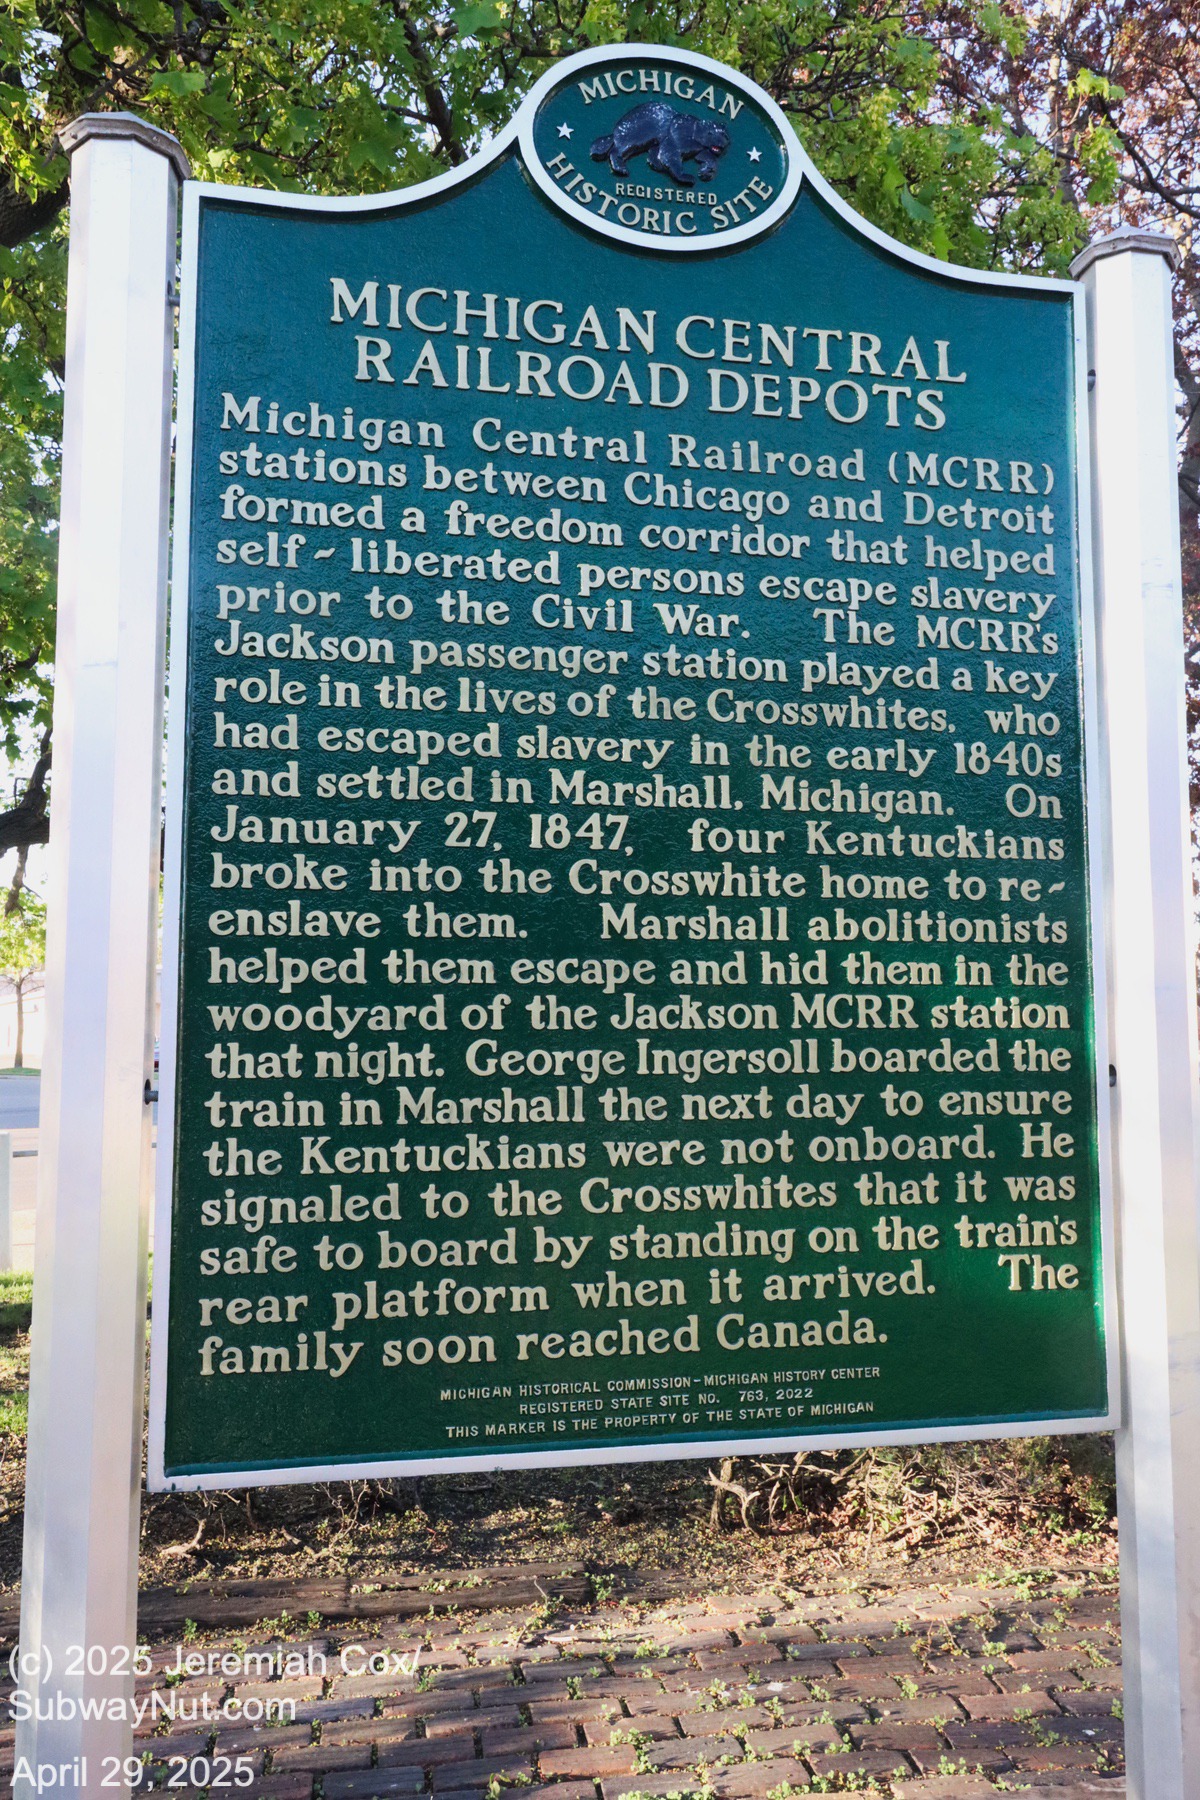 MICHIGAN
REGISTERED
HISTORIC SITE
MICHIGAN CENTRAL
RAILROAD DEPOTS
Michigan Central Railroad (MCRR)
stations between Chicago and Detroit
formed a freedom corridor that helped
self-liberated persons escape slavery
prior to the Civil War. The MCRR's
Jackson passenger station played a key
role in the lives of the Crosswhites, who
had escaped slavery in the early 1840s
and settled in Marshall, Michigan. On
January 27, 1847, four Kentuckians
broke into the Crosswhite home to re-
enslave them. Marshall abolitionists
helped them escape and hid them in the
woodyard of the Jackson MCRR station
that night. George Ingersoll boarded the
train in Marshall the next day to ensure
the Kentuckians were not onboard. He
signaled to the Crosswhites that it was
safe to board by standing on the train's
rear platform when it arrived. The
family soon reached Canada.
MICHIGAN HISTORICAL COMMISSION-MICHIGAN HISTORY CENTER
REGISTERED STATE SITE NO. 763, 2022
THIS MARKER IS THE PROPERTY OF THE STATE OF MICHIGAN
(c) 2025 Jeremiah Cox/
SubwayNut.com
April 29, 2025